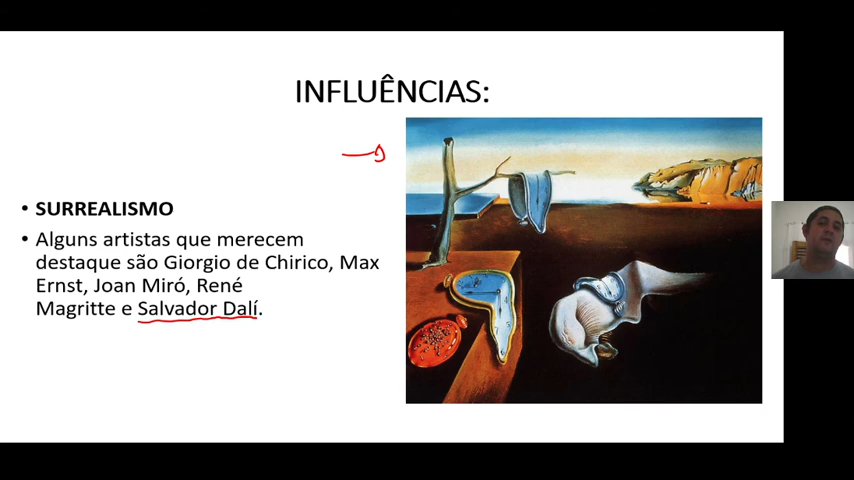 INFLUÊNCIAS:
• SURREALISMO
• Alguns artistas que merecem
destaque são Giorgio de Chirico, Max
Ernst, Joan Miró, René
Magritte e Salvador Dalí.